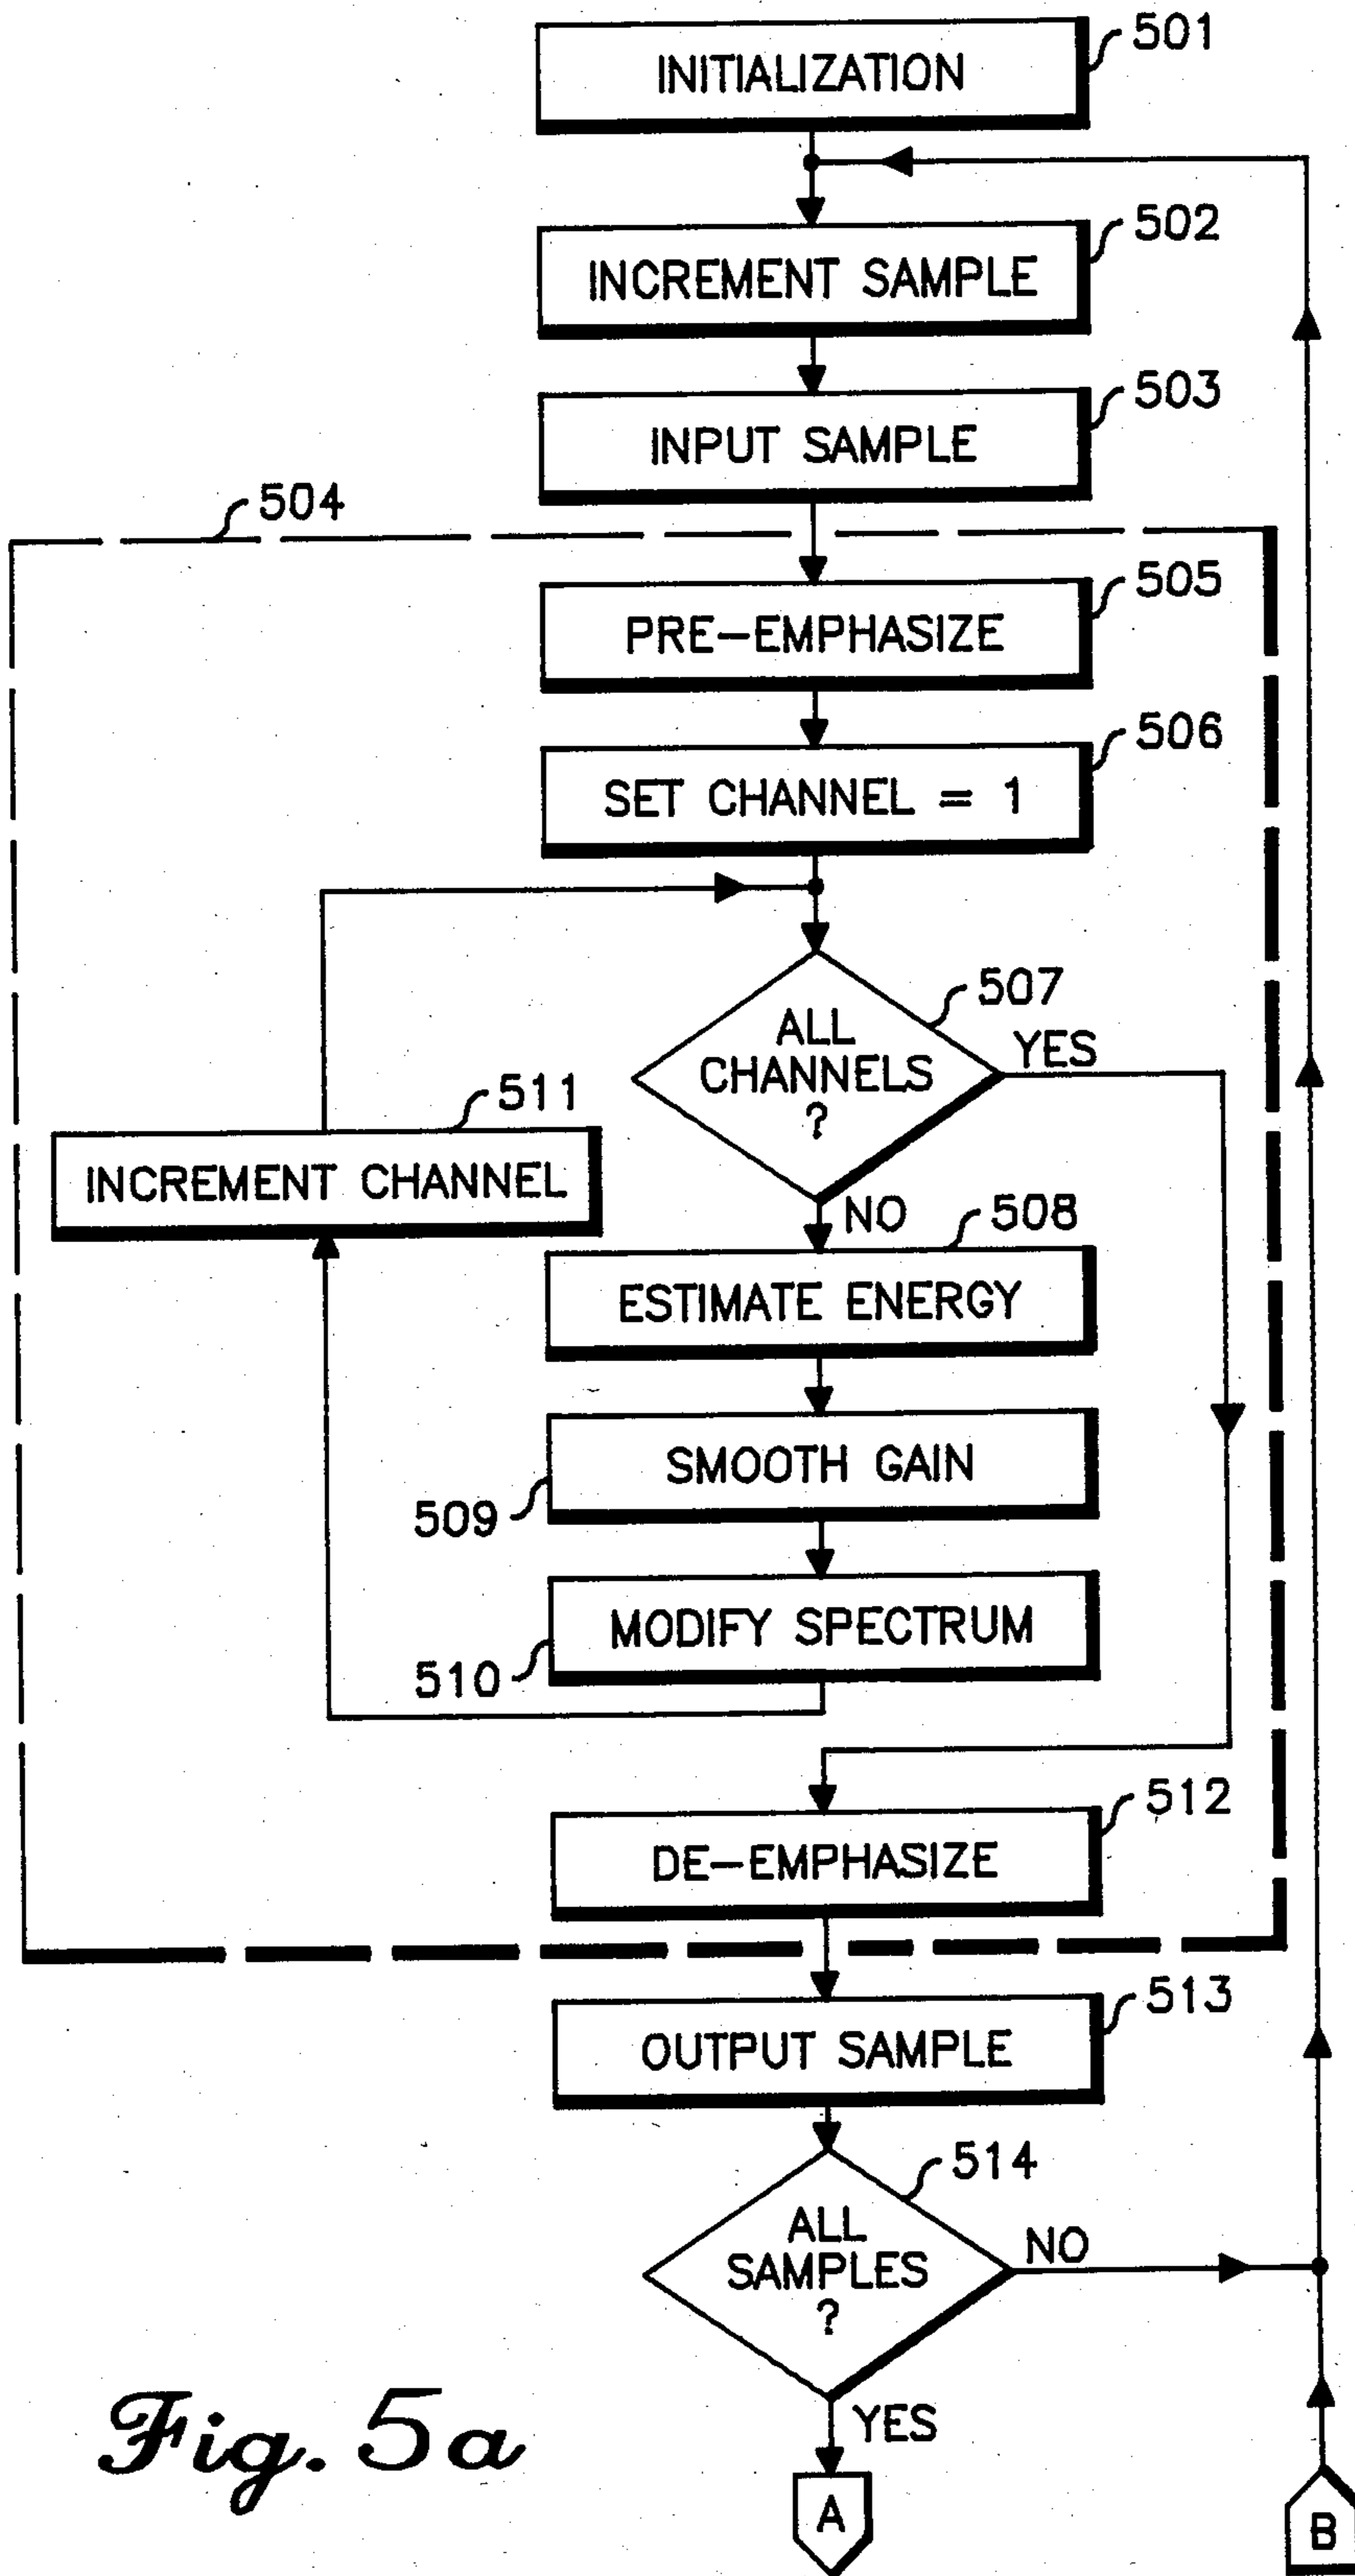 501
INITIALIZATION
502
INCREMENT SAMPLE
503
INPUT SAMPLE
504
505
PRE-EMPHASIZE
506
SET CHANNEL = 1
507
ALL
CHANNELS
?
YES
511
INCREMENT CHANNEL
NO
508
ESTIMATE ENERGY
SMOOTH GAIN
509
MODIFY SPECTRUM
510
512
DE-EMPHASIZE
513
OUTPUT SAMPLE
514
ALL
SAMPLES
?
NO
YES
Fig. 5a
A
B